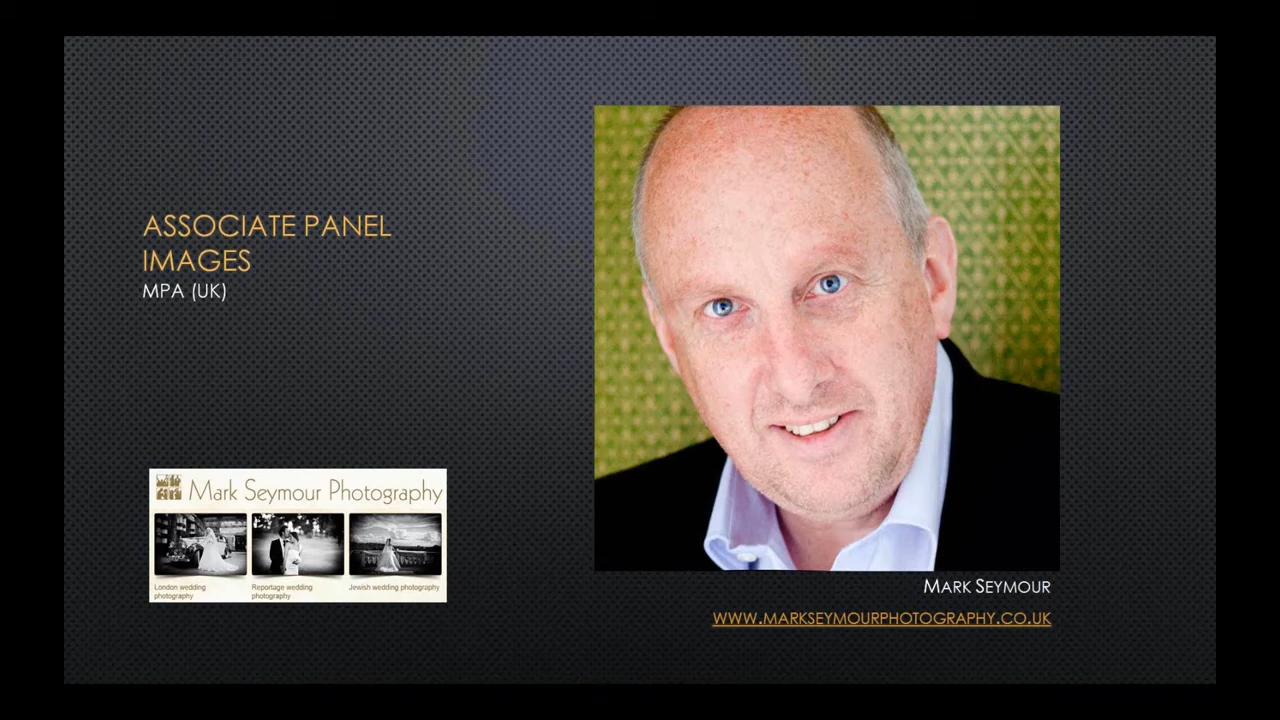 ASSOCIATE PANEL
IMAGES
MPA (UK)
Mark Seymour Photography
London wedding
photography
Reportage wedding
photography
Jewish wedding photography
MARK SEYMOUR
WWW.MARKSEYMOURPHOTOGRAPHY.CO.UK